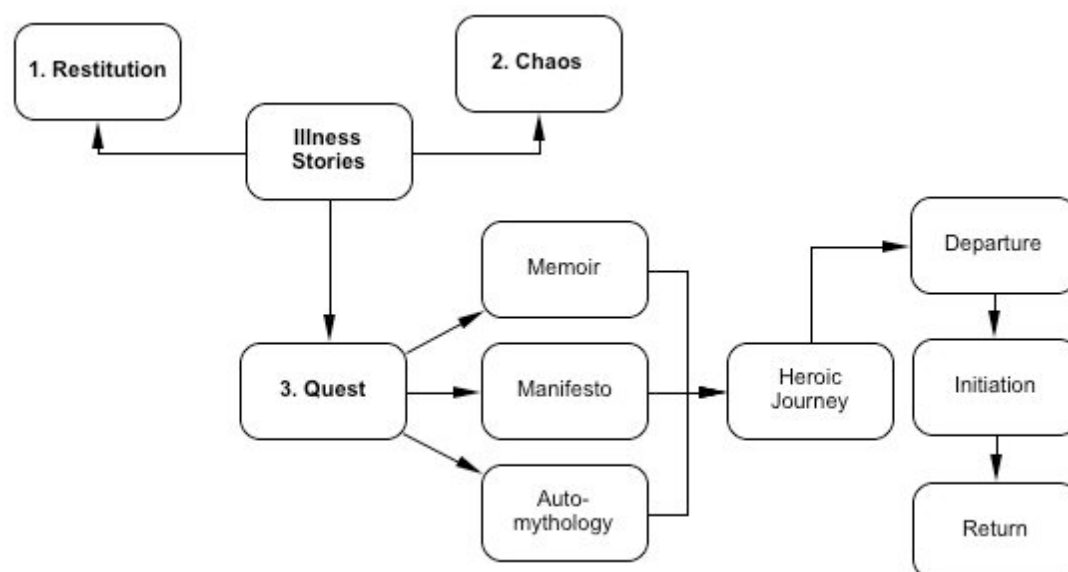 1. Restitution
2. Chaos
Illness
Stories
3. Quest
Memoir
Manifesto
Auto-
mythology
Heroic
Journey
Departure
Initiation
Return